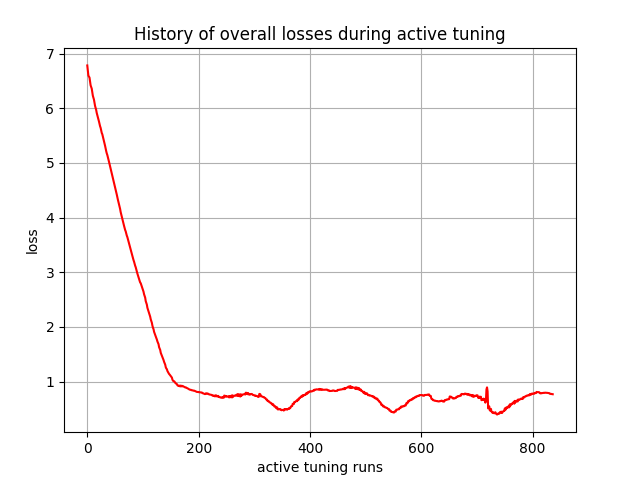 History of overall losses during active tuning
7
6
5
4
3
2
1
loss
0 200 400 600 800
active tuning runs